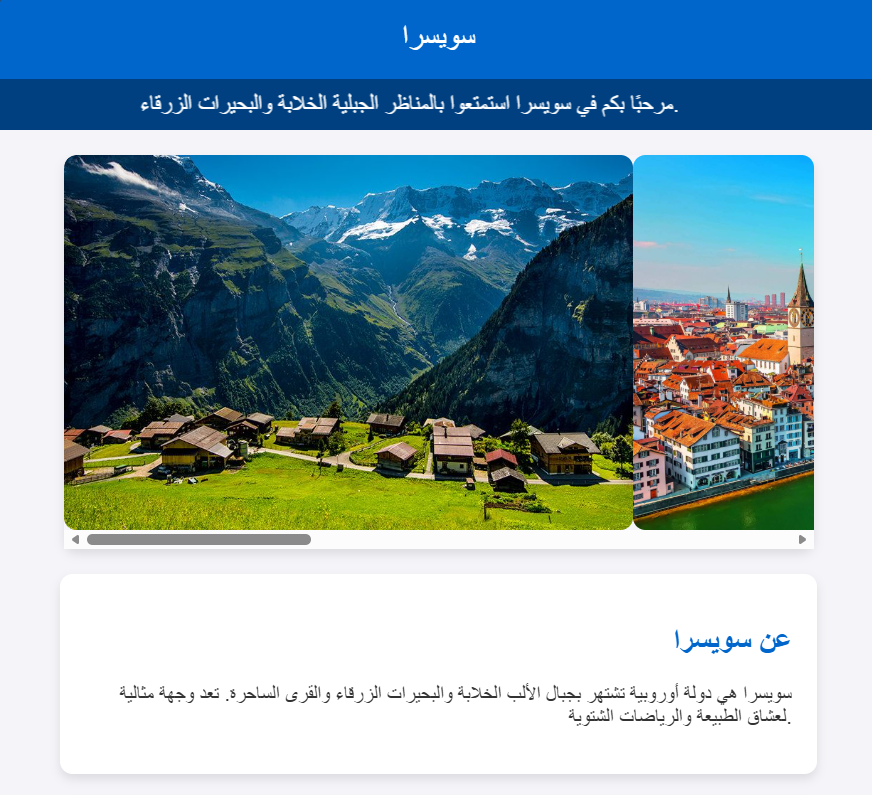 سويسرا
مرحبًا بكم في سويسرا استمتعوا بالمناظر الجبلية الخلابة والبحيرات الزرقاء.
عن سويسرا
سويسرا هي دولة أوروبية تشتهر بجبال الألب الخلابة والبحيرات الزرقاء والقرى الساحرة. تعد وجهة مثالية
لعشاق الطبيعة والرياضات الشتوية.